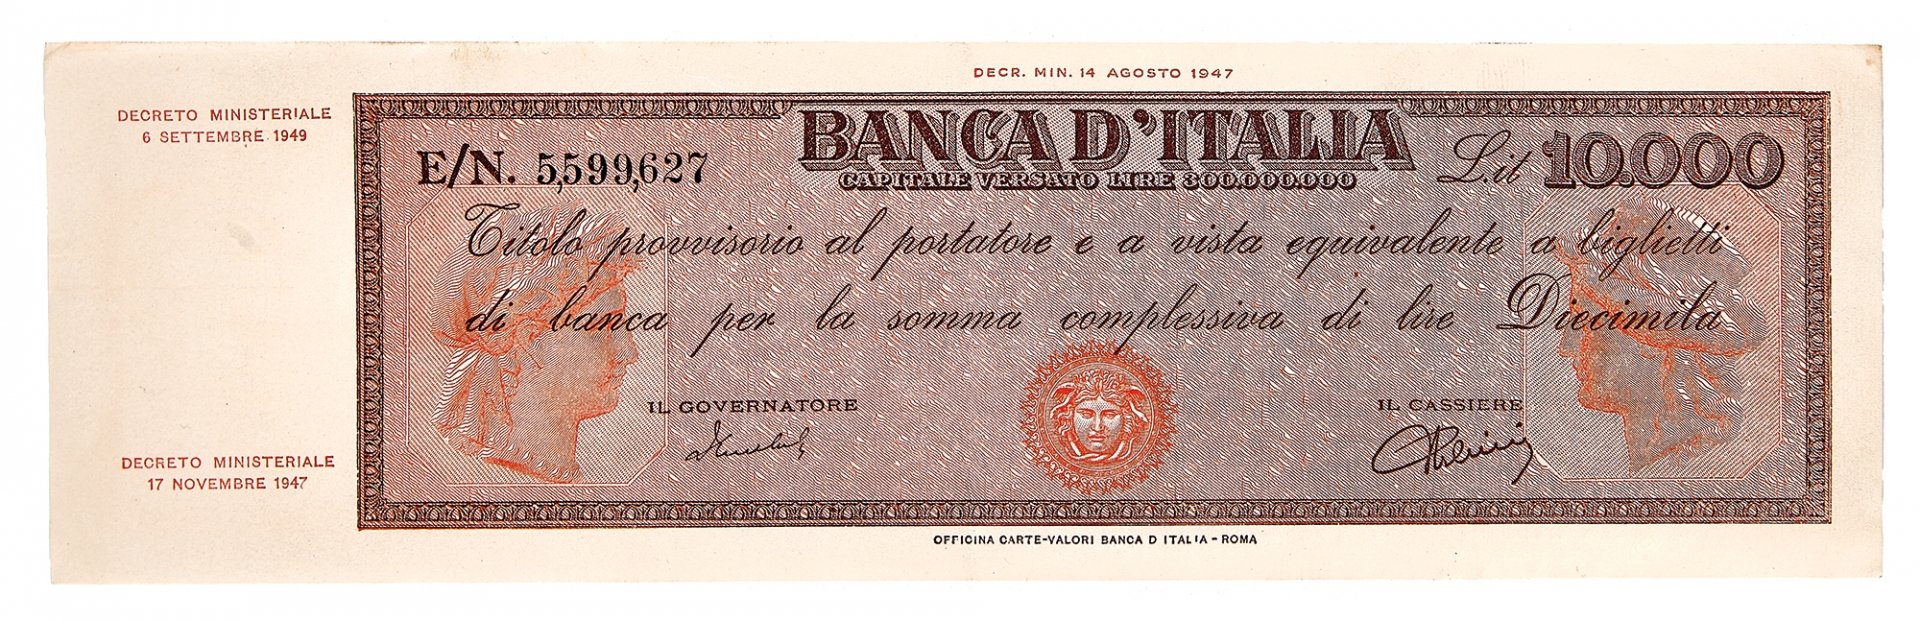 DECR. MIN. 14 AGOSTO 1947
DECRETO MINISTERIALE
6 SETTEMBRE 1949
BANCA D'ITALIA
CAPITALE VERSATO LIRE 300.000.000
E/N. 5,599,627
L.it 10.000
Titolo provvisorio al portatore e a vista equivalente a biglietti
di banca per la somma complessiva di lire Diecimila
IL GOVERNATORE
IL CASSIERE
DECRETO MINISTERIALE
17 NOVEMBRE 1947
OFFICINA CARTE-VALORI BANCA D ITALIA - ROMA